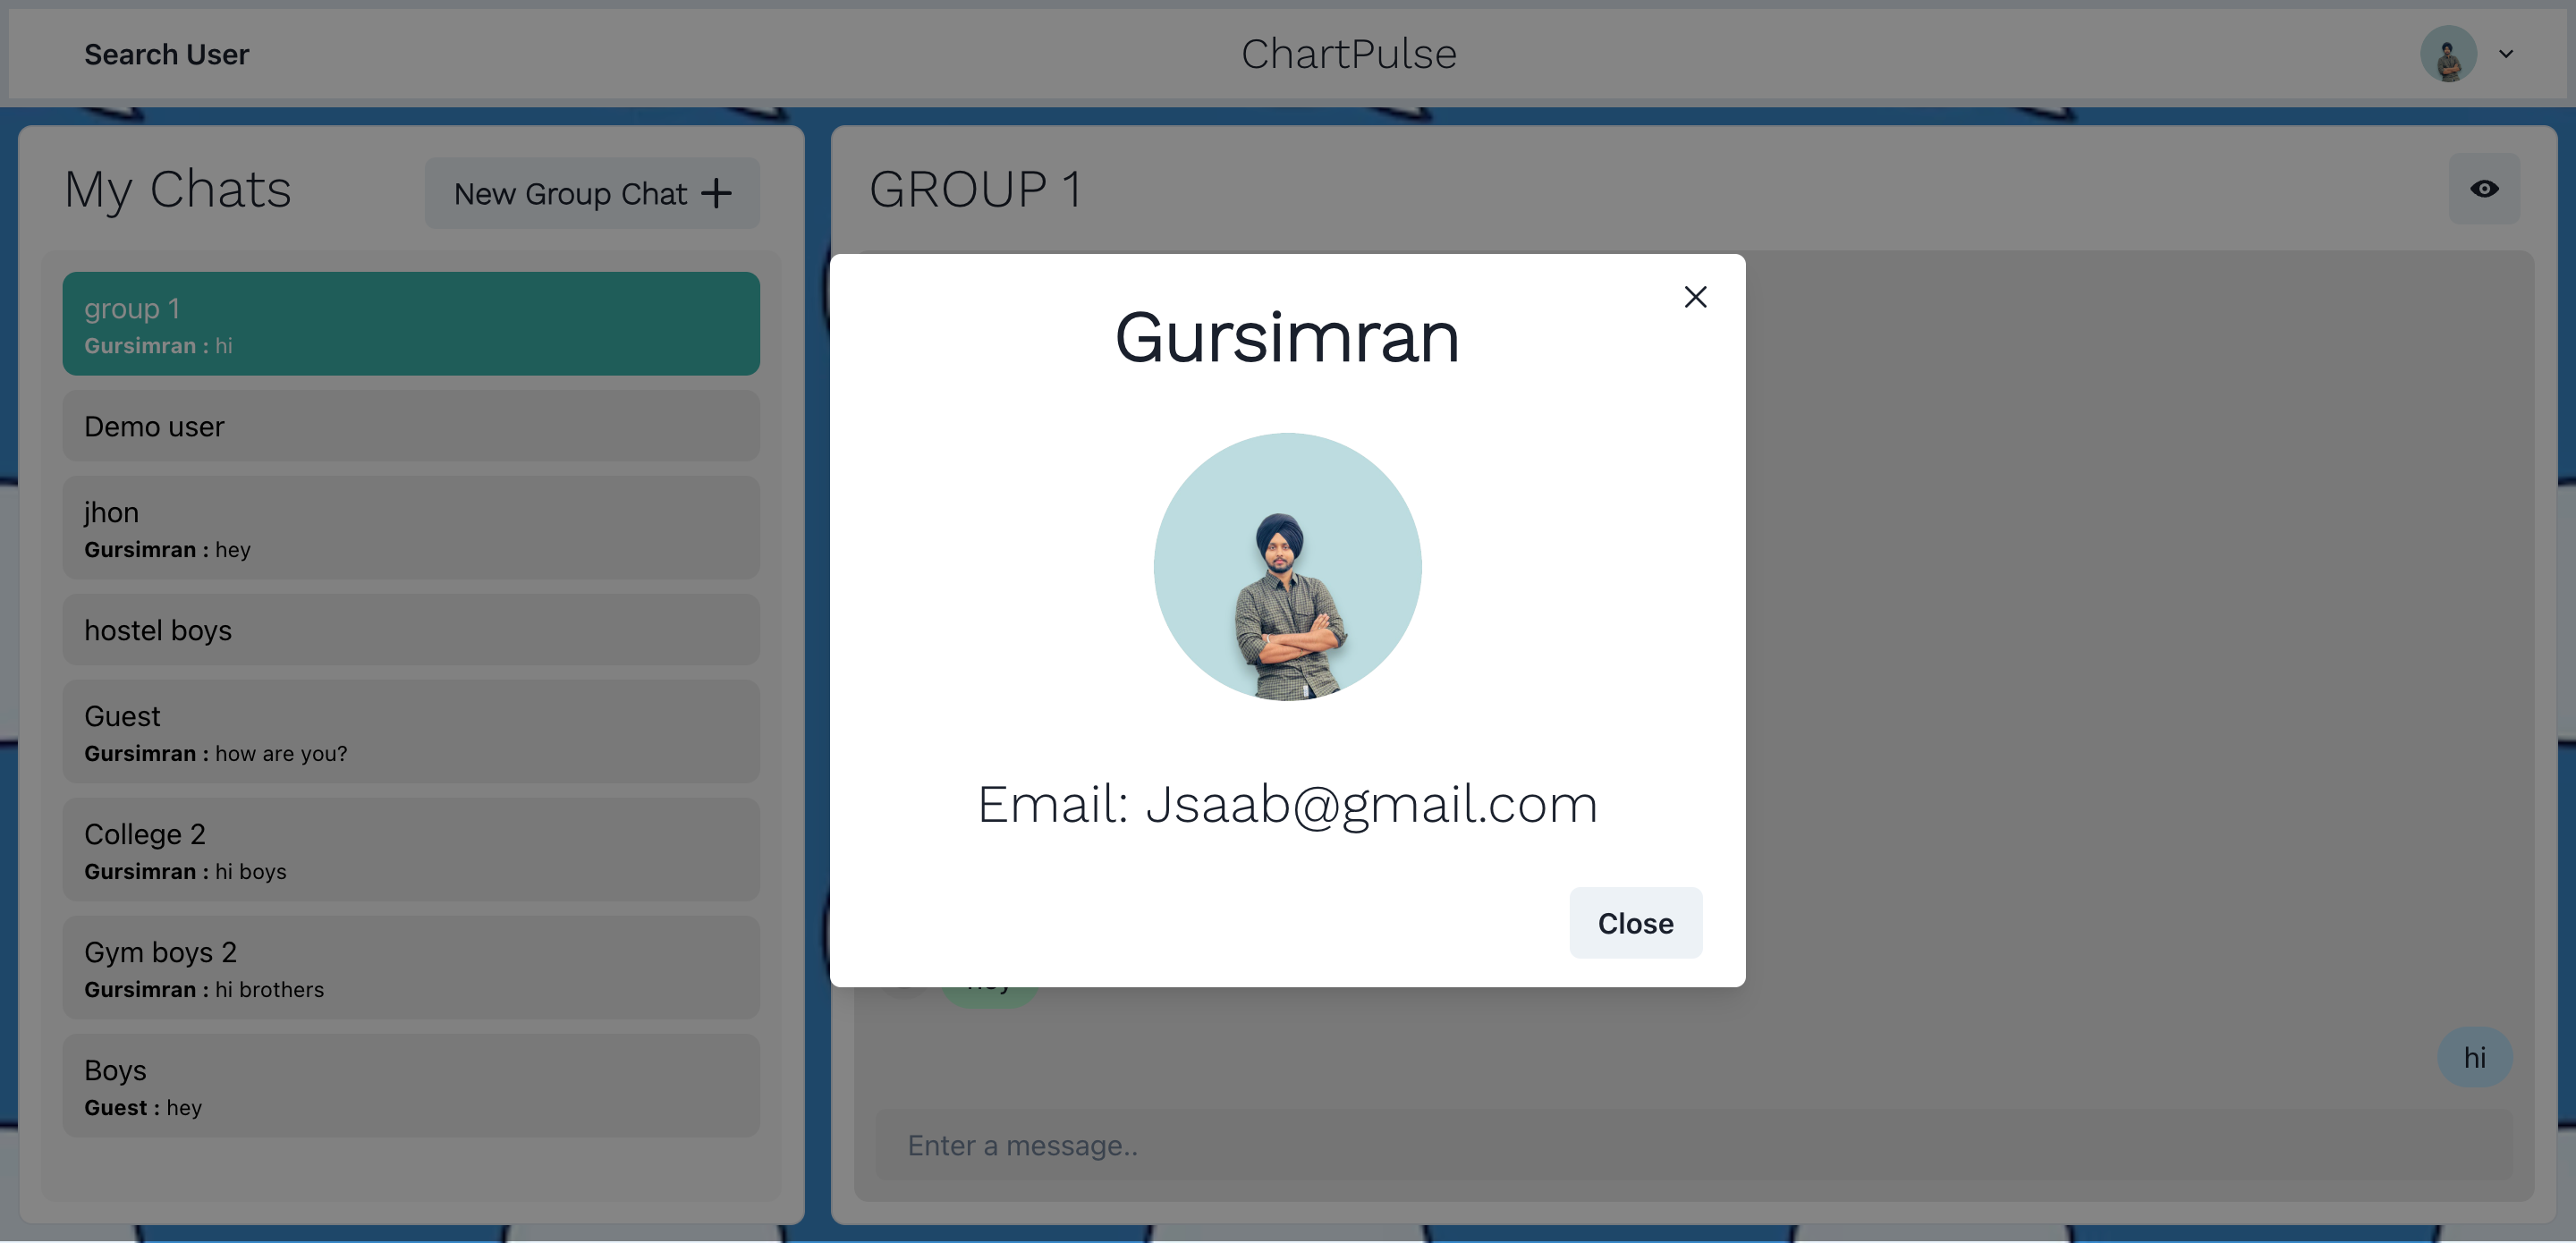 Search User
ChartPulse
My Chats
New Group Chat
GROUP 1
group 1
Gursimran : hi
Demo user
jhon
Gursimran : hey
hostel boys
Guest
Gursimran : how are you?
College 2
Gursimran : hi boys
Gym boys 2
Gursimran : hi brothers
Boys
Guest : hey
Gursimran
Email: Jsaab@gmail.com
Close
hi
Enter a message..